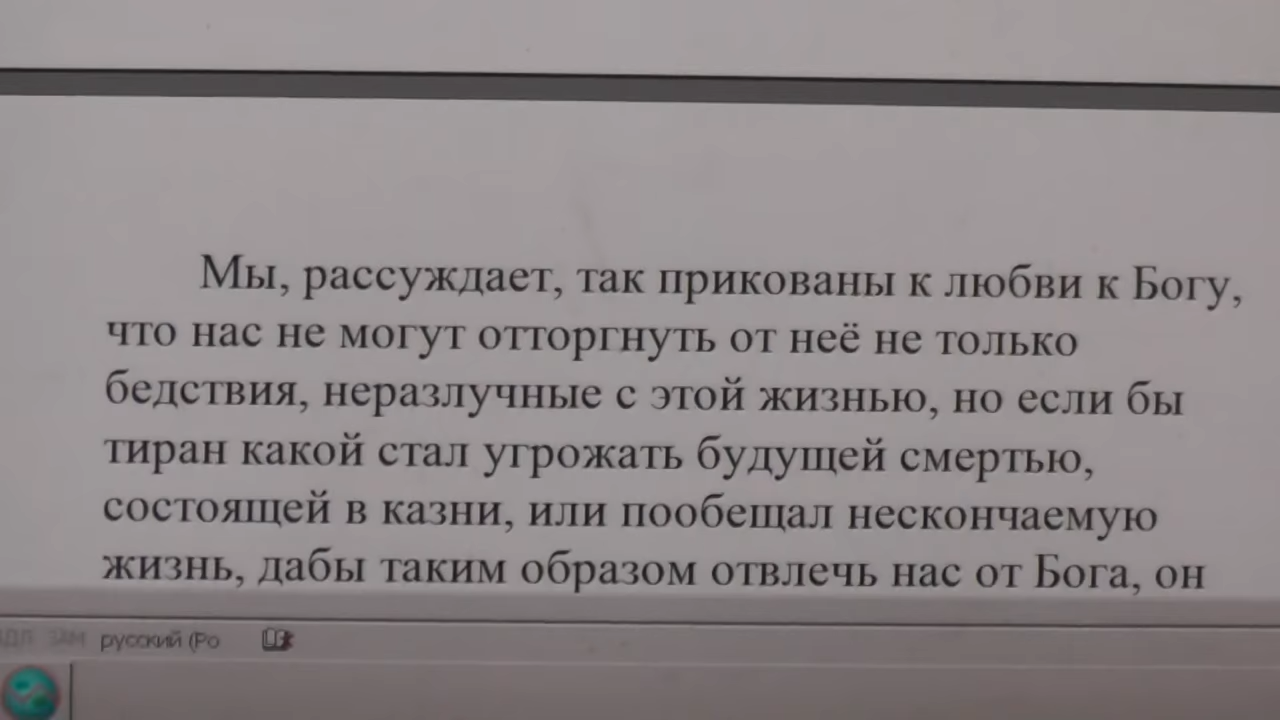 Мы, рассуждает, так прикованы к любви к Богу,
что нас не могут отторгнуть от неё не только
бедствия, неразлучные с этой жизнью, но если бы
тиран какой стал угрожать будущей смертью,
состоящей в казни, или пообещал нескончаемую
жизнь, дабы таким образом отвлечь нас от Бога, он
ВДЛ ЗАМ русский (Ро